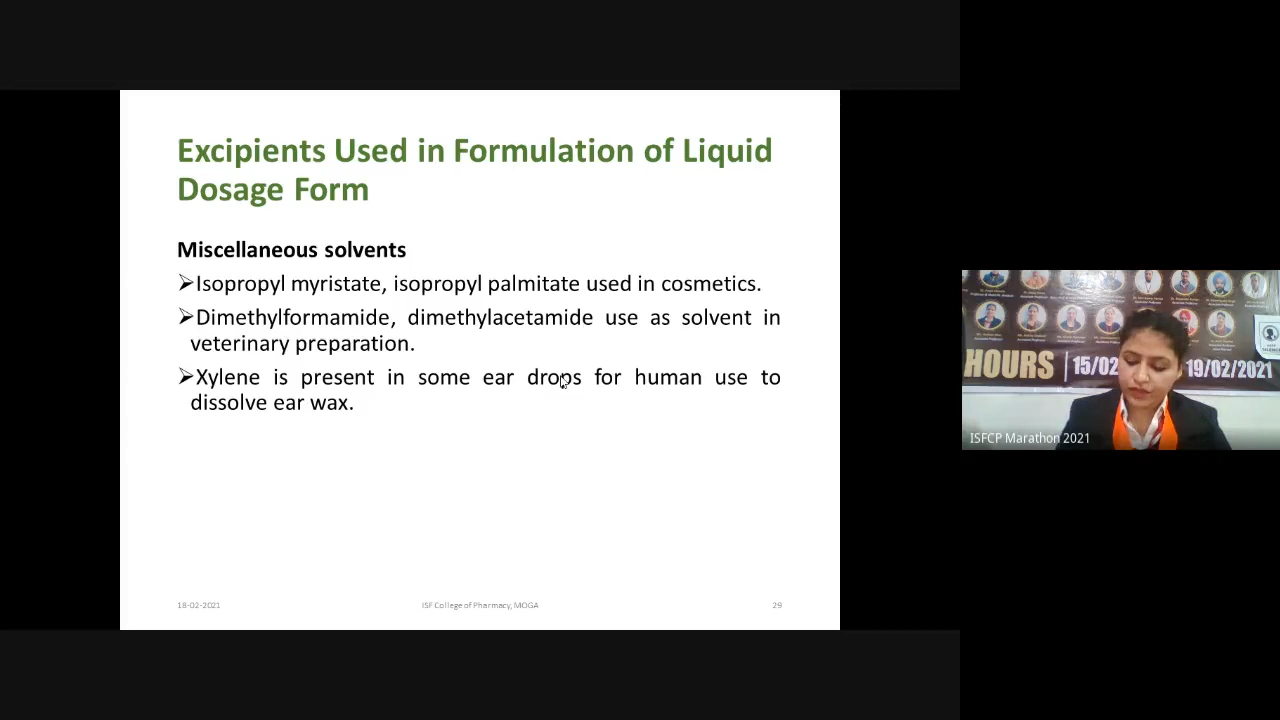 Excipients Used in Formulation of Liquid
Dosage Form
Miscellaneous solvents
➢Isopropyl myristate, isopropyl palmitate used in cosmetics.
➢Dimethylformamide, dimethylacetamide use as solvent in
veterinary preparation.
➢Xylene is present in some ear drops for human use to
dissolve ear wax.
18-02-2021
ISF College of Pharmacy, MOGA
29
HOURS
15/02
19/02/2021
ISFCP Marathon 2021